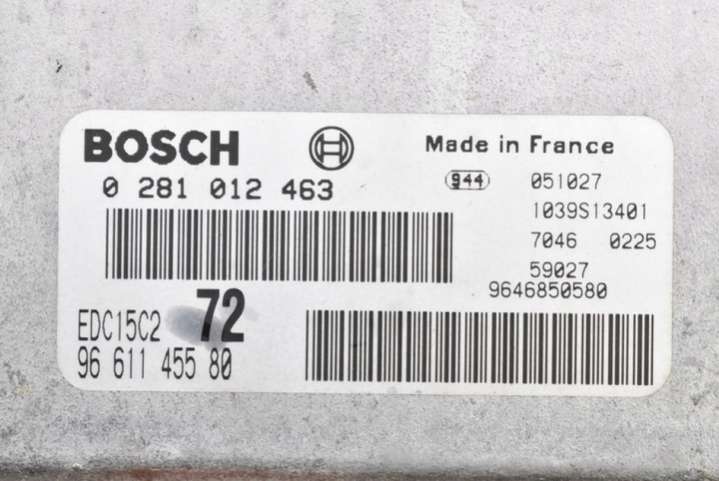 BOSCH
Made in France
0 281 012 463
944 051027
1039S13401
7046 0225
59027
9646850580
72
EDC15C2
96 611 455 80